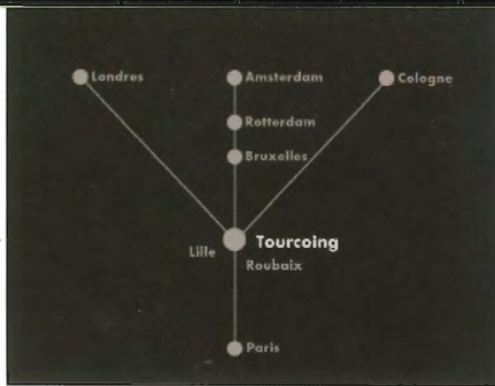 Londres
Amsterdam
Cologne
Rotterdam
Bruxelles
Lille
Tourcoing
Roubaix
Paris